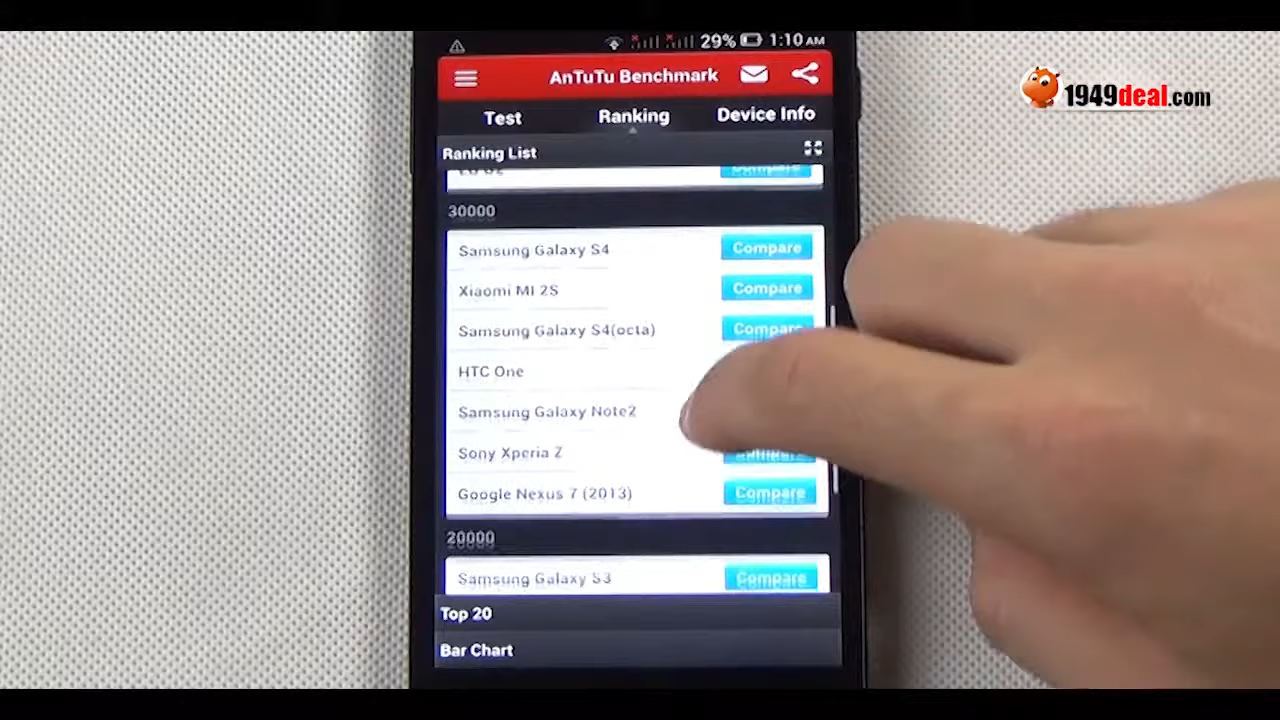 29% 1:10 AM
1949deal.com
AnTuTu Benchmark
Test Ranking Device Info
Ranking List
Compare
30000
Samsung Galaxy S4 Compare
Xiaomi MI 2S Compare
Samsung Galaxy S4(octa) Compare
HTC One
Samsung Galaxy Note2
Sony Xperia Z Compare
Google Nexus 7 (2013) Compare
20000
Samsung Galaxy S3 Compare
Top 20
Bar Chart